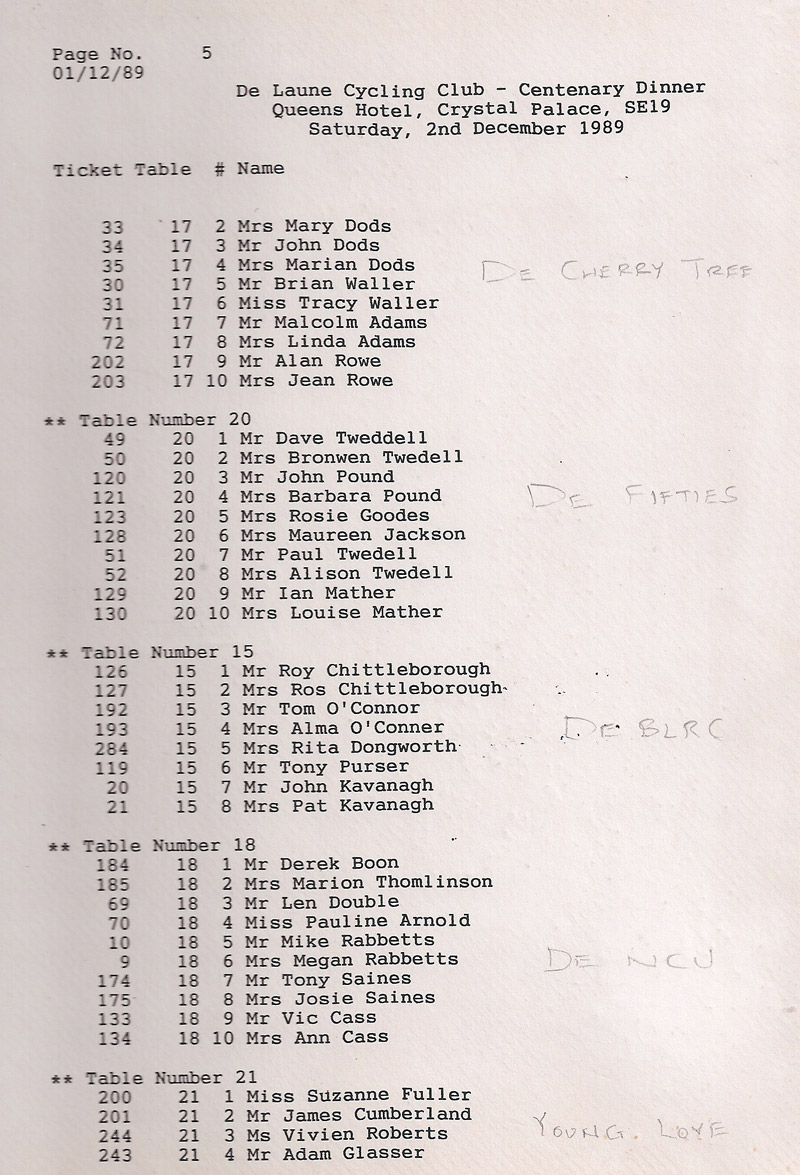 Page No. 5
01/12/89
De Laune Cycling Club - Centenary Dinner
Queens Hotel, Crystal Palace, SE19
Saturday, 2nd December 1989
Ticket Table # Name
33 17 2 Mrs Mary Dods
34 17 3 Mr John Dods
35 17 4 Mrs Marian Dods DE CHERRY TREE
30 17 5 Mr Brian Waller
31 17 6 Miss Tracy Waller
71 17 7 Mr Malcolm Adams
72 17 8 Mrs Linda Adams
202 17 9 Mr Alan Rowe
203 17 10 Mrs Jean Rowe
** Table Number 20
49 20 1 Mr Dave Tweddell
50 20 2 Mrs Bronwen Twedell
120 20 3 Mr John Pound
121 20 4 Mrs Barbara Pound DE FIFTIES
123 20 5 Mrs Rosie Goodes
128 20 6 Mrs Maureen Jackson
51 20 7 Mr Paul Twedell
52 20 8 Mrs Alison Twedell
129 20 9 Mr Ian Mather
130 20 10 Mrs Louise Mather
** Table Number 15
126 15 1 Mr Roy Chittleborough
127 15 2 Mrs Ros Chittleborough
192 15 3 Mr Tom O'Connor
193 15 4 Mrs Alma O'Conner DE BLRC
284 15 5 Mrs Rita Dongworth
119 15 6 Mr Tony Purser
20 15 7 Mr John Kavanagh
21 15 8 Mrs Pat Kavanagh
** Table Number 18
184 18 1 Mr Derek Boon
185 18 2 Mrs Marion Thomlinson
69 18 3 Mr Len Double
70 18 4 Miss Pauline Arnold
10 18 5 Mr Mike Rabbetts
9 18 6 Mrs Megan Rabbetts DE NCU
174 18 7 Mr Tony Saines
175 18 8 Mrs Josie Saines
133 18 9 Mr Vic Cass
134 18 10 Mrs Ann Cass
** Table Number 21
200 21 1 Miss Suzanne Fuller
201 21 2 Mr James Cumberland
244 21 3 Ms Vivien Roberts YOUNG LOVE
243 21 4 Mr Adam Glasser